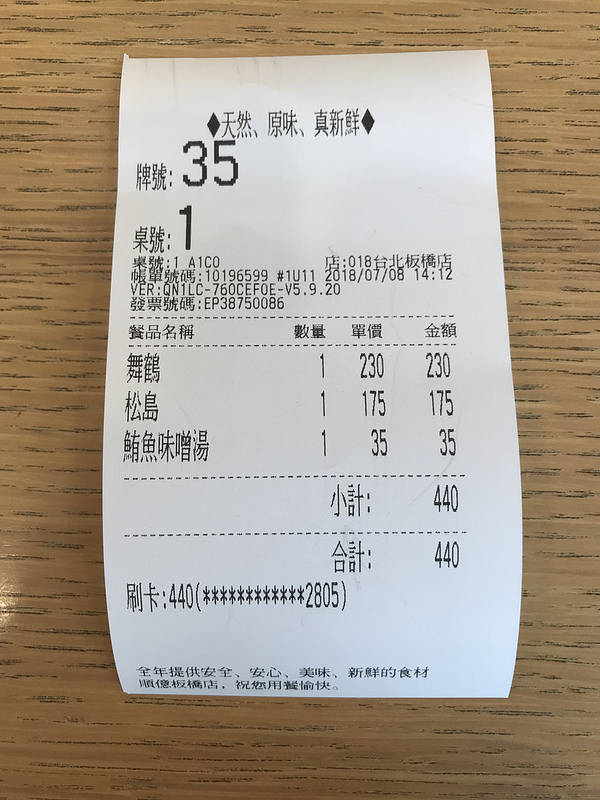 ♦天然、原味、真新鮮♦
牌號: 35
桌號: 1
桌號:1 A1CO 店:018台北板橋店
帳單號碼:10196599 #1U11 2018/07/08 14:12
VER:QN1LC-760CEF0E-V5.9.20
發票號碼:EP38750086
餐品名稱 數量 單價 金額
舞鶴 1 230 230
松島 1 175 175
鮪魚味噌湯 1 35 35
小計: 440
合計: 440
刷卡:440(************2805)
全年提供安全、安心、美味、新鮮的食材
順億板橋店，祝您用餐愉快。